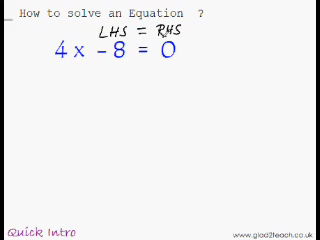 How to solve an Equation ?
LHS = RHS
4x - 8 = 0
Quick Intro
www.glad2teach.co.uk